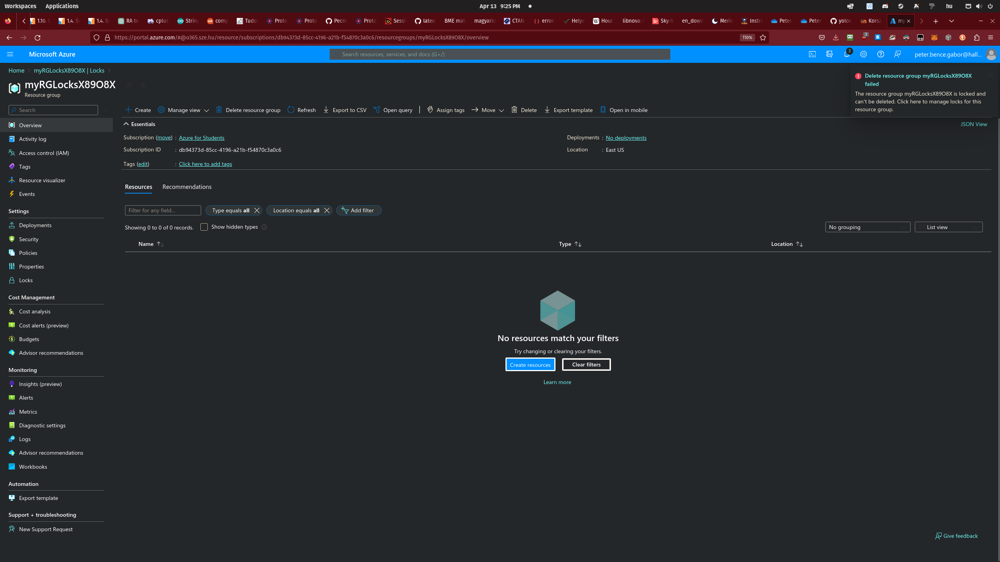 Workspaces Applications Apr 13 9:25 PM hu
1.10. 1.4. 1.4. RA to cplus String comp Tudo Proto Proto Pecne Proto Sessi latex BME mat magyarld CTAN error Helye Hour libnova: Sky-W en_down Merid Instru Peter Peter yolov Korsz my
https://portal.azure.com/#@o365.sze.hu/resource/subscriptions/db94373d-85cc-4196-a21b-f54870c3a0c6/resourcegroups/myRGLocksX89O8X/overview 110% 3
Microsoft Azure Search resources, services, and docs (G+/) 3 peter.bence.gabor@hall...
Home myRGLocksX89O8X | Locks
myRGLocksX89O8X
Resource group
Delete resource group myRGLocksX89O8X
failed
The resource group myRGLocksX89O8X is locked and
can't be deleted. Click here to manage locks for this
resource group.
Search
Overview
Activity log
Access control (IAM)
Tags
Resource visualizer
Events
Settings
Deployments
Security
Policies
Properties
Locks
Cost Management
Cost analysis
Cost alerts (preview)
Budgets
Advisor recommendations
Monitoring
Insights (preview)
Alerts
Metrics
Diagnostic settings
Logs
Advisor recommendations
Workbooks
Automation
Export template
Support + troubleshooting
New Support Request
Create Manage view Delete resource group Refresh Export to CSV Open query Assign tags Move Delete Export template Open in mobile
Essentials JSON View
Subscription (move) : Azure for Students Deployments : No deployments
Subscription ID : db94373d-85cc-4196-a21b-f54870c3a0c6 Location : East US
Tags (edit) : Click here to add tags
Resources Recommendations
Filter for any field... Type equals all Location equals all Add filter
Showing 0 to 0 of 0 records. Show hidden types No grouping List view
Name Type Location
No resources match your filters
Try changing or clearing your filters.
Create resources Clear filters
Learn more
Give feedback